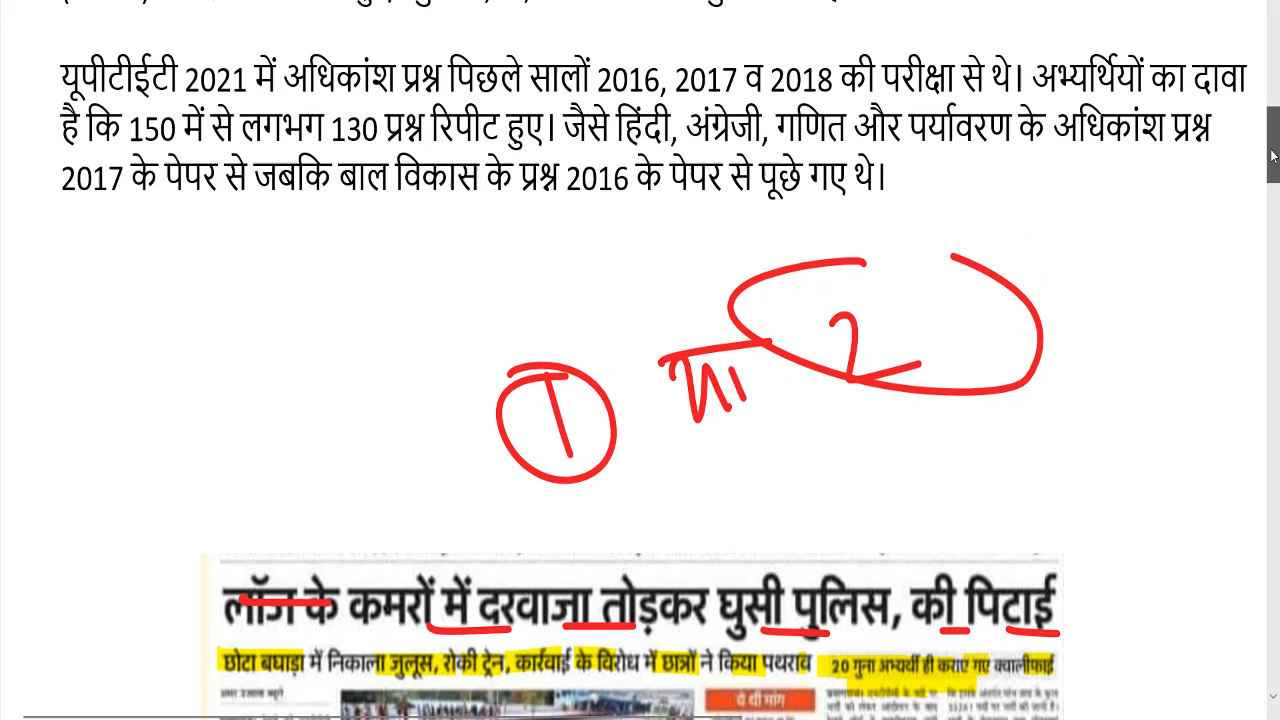 यूपीटीईटी 2021 में अधिकांश प्रश्न पिछले सालों 2016, 2017 व 2018 की परीक्षा से थे। अभ्यर्थियों का दावा
है कि 150 में से लगभग 130 प्रश्न रिपीट हुए। जैसे हिंदी, अंग्रेजी, गणित और पर्यावरण के अधिकांश प्रश्न
2017 के पेपर से जबकि बाल विकास के प्रश्न 2016 के पेपर से पूछे गए थे।
1 या 2
लॉज के कमरों में दरवाजा तोड़कर घुसी पुलिस, की पिटाई
छोटा बघाड़ा में निकाला जुलूस, रोकी ट्रेन, कार्रवाई के विरोध में छात्रों ने किया पथराव
20 गुना अभ्यर्थी ही कराए गए क्वालीफाई
ये थी मांग